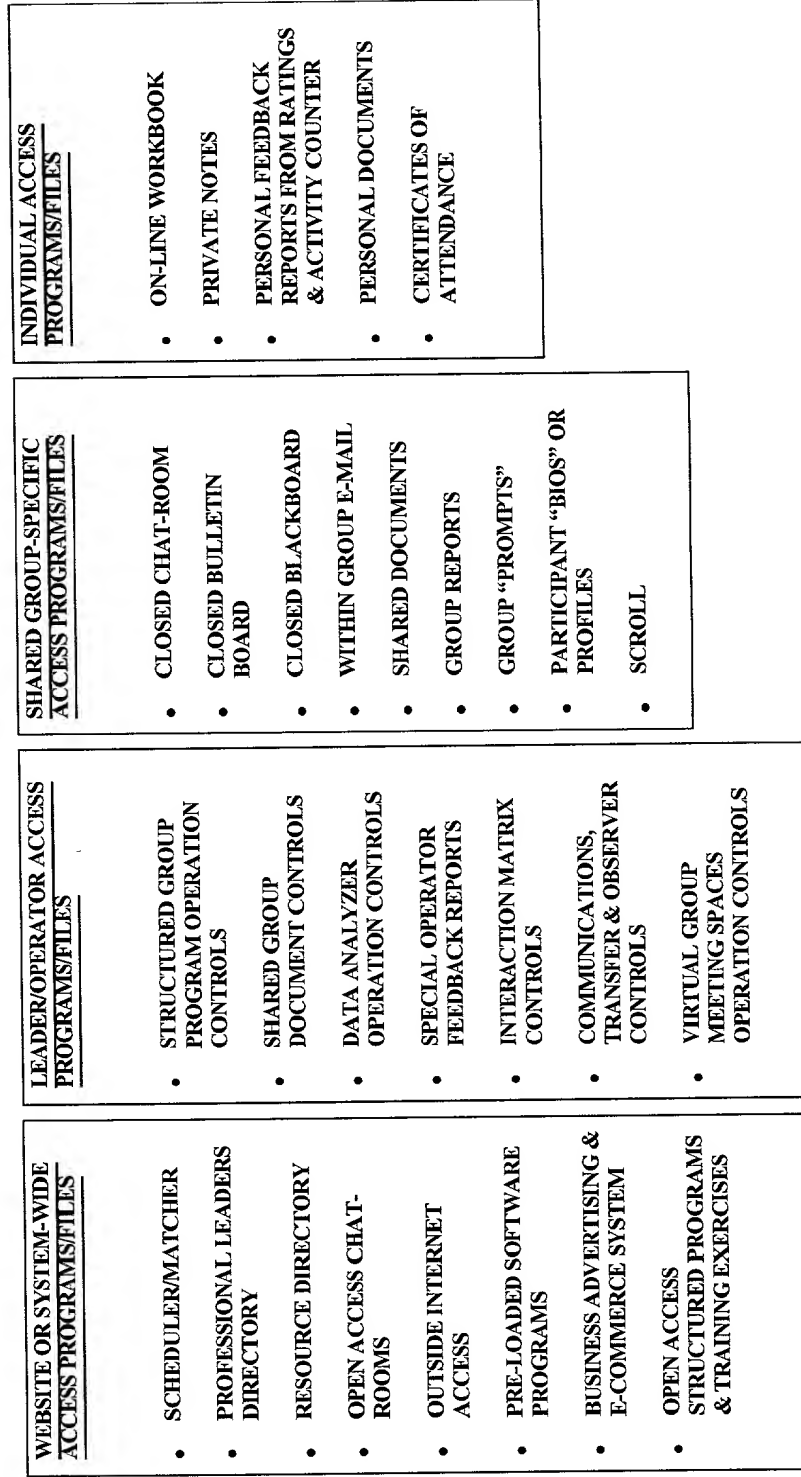 WEBSITE OR SYSTEM-WIDE
ACCESS PROGRAMS/FILES
• SCHEDULER/MATCHER
• PROFESSIONAL LEADERS
DIRECTORY
• RESOURCE DIRECTORY
• OPEN ACCESS CHAT-
ROOMS
• OUTSIDE INTERNET
ACCESS
• PRE-LOADED SOFTWARE
PROGRAMS
• BUSINESS ADVERTISING &
E-COMMERCE SYSTEM
• OPEN ACCESS
STRUCTURED PROGRAMS
& TRAINING EXERCISES
LEADER/OPERATOR ACCESS
PROGRAMS/FILES
• STRUCTURED GROUP
PROGRAM OPERATION
CONTROLS
• SHARED GROUP
DOCUMENT CONTROLS
• DATA ANALYZER
OPERATION CONTROLS
• SPECIAL OPERATOR
FEEDBACK REPORTS
• INTERACTION MATRIX
CONTROLS
• COMMUNICATIONS,
TRANSFER & OBSERVER
CONTROLS
• VIRTUAL GROUP
MEETING SPACES
OPERATION CONTROLS
SHARED GROUP-SPECIFIC
ACCESS PROGRAMS/FILES
• CLOSED CHAT-ROOM
• CLOSED BULLETIN
BOARD
• CLOSED BLACKBOARD
• WITHIN GROUP E-MAIL
• SHARED DOCUMENTS
• GROUP REPORTS
• GROUP “PROMPTS”
• PARTICIPANT “BIOS” OR
PROFILES
• SCROLL
INDIVIDUAL ACCESS
PROGRAMS/FILES
• ON-LINE WORKBOOK
• PRIVATE NOTES
• PERSONAL FEEDBACK
REPORTS FROM RATINGS
& ACTIVITY COUNTER
• PERSONAL DOCUMENTS
• CERTIFICATES OF
ATTENDANCE